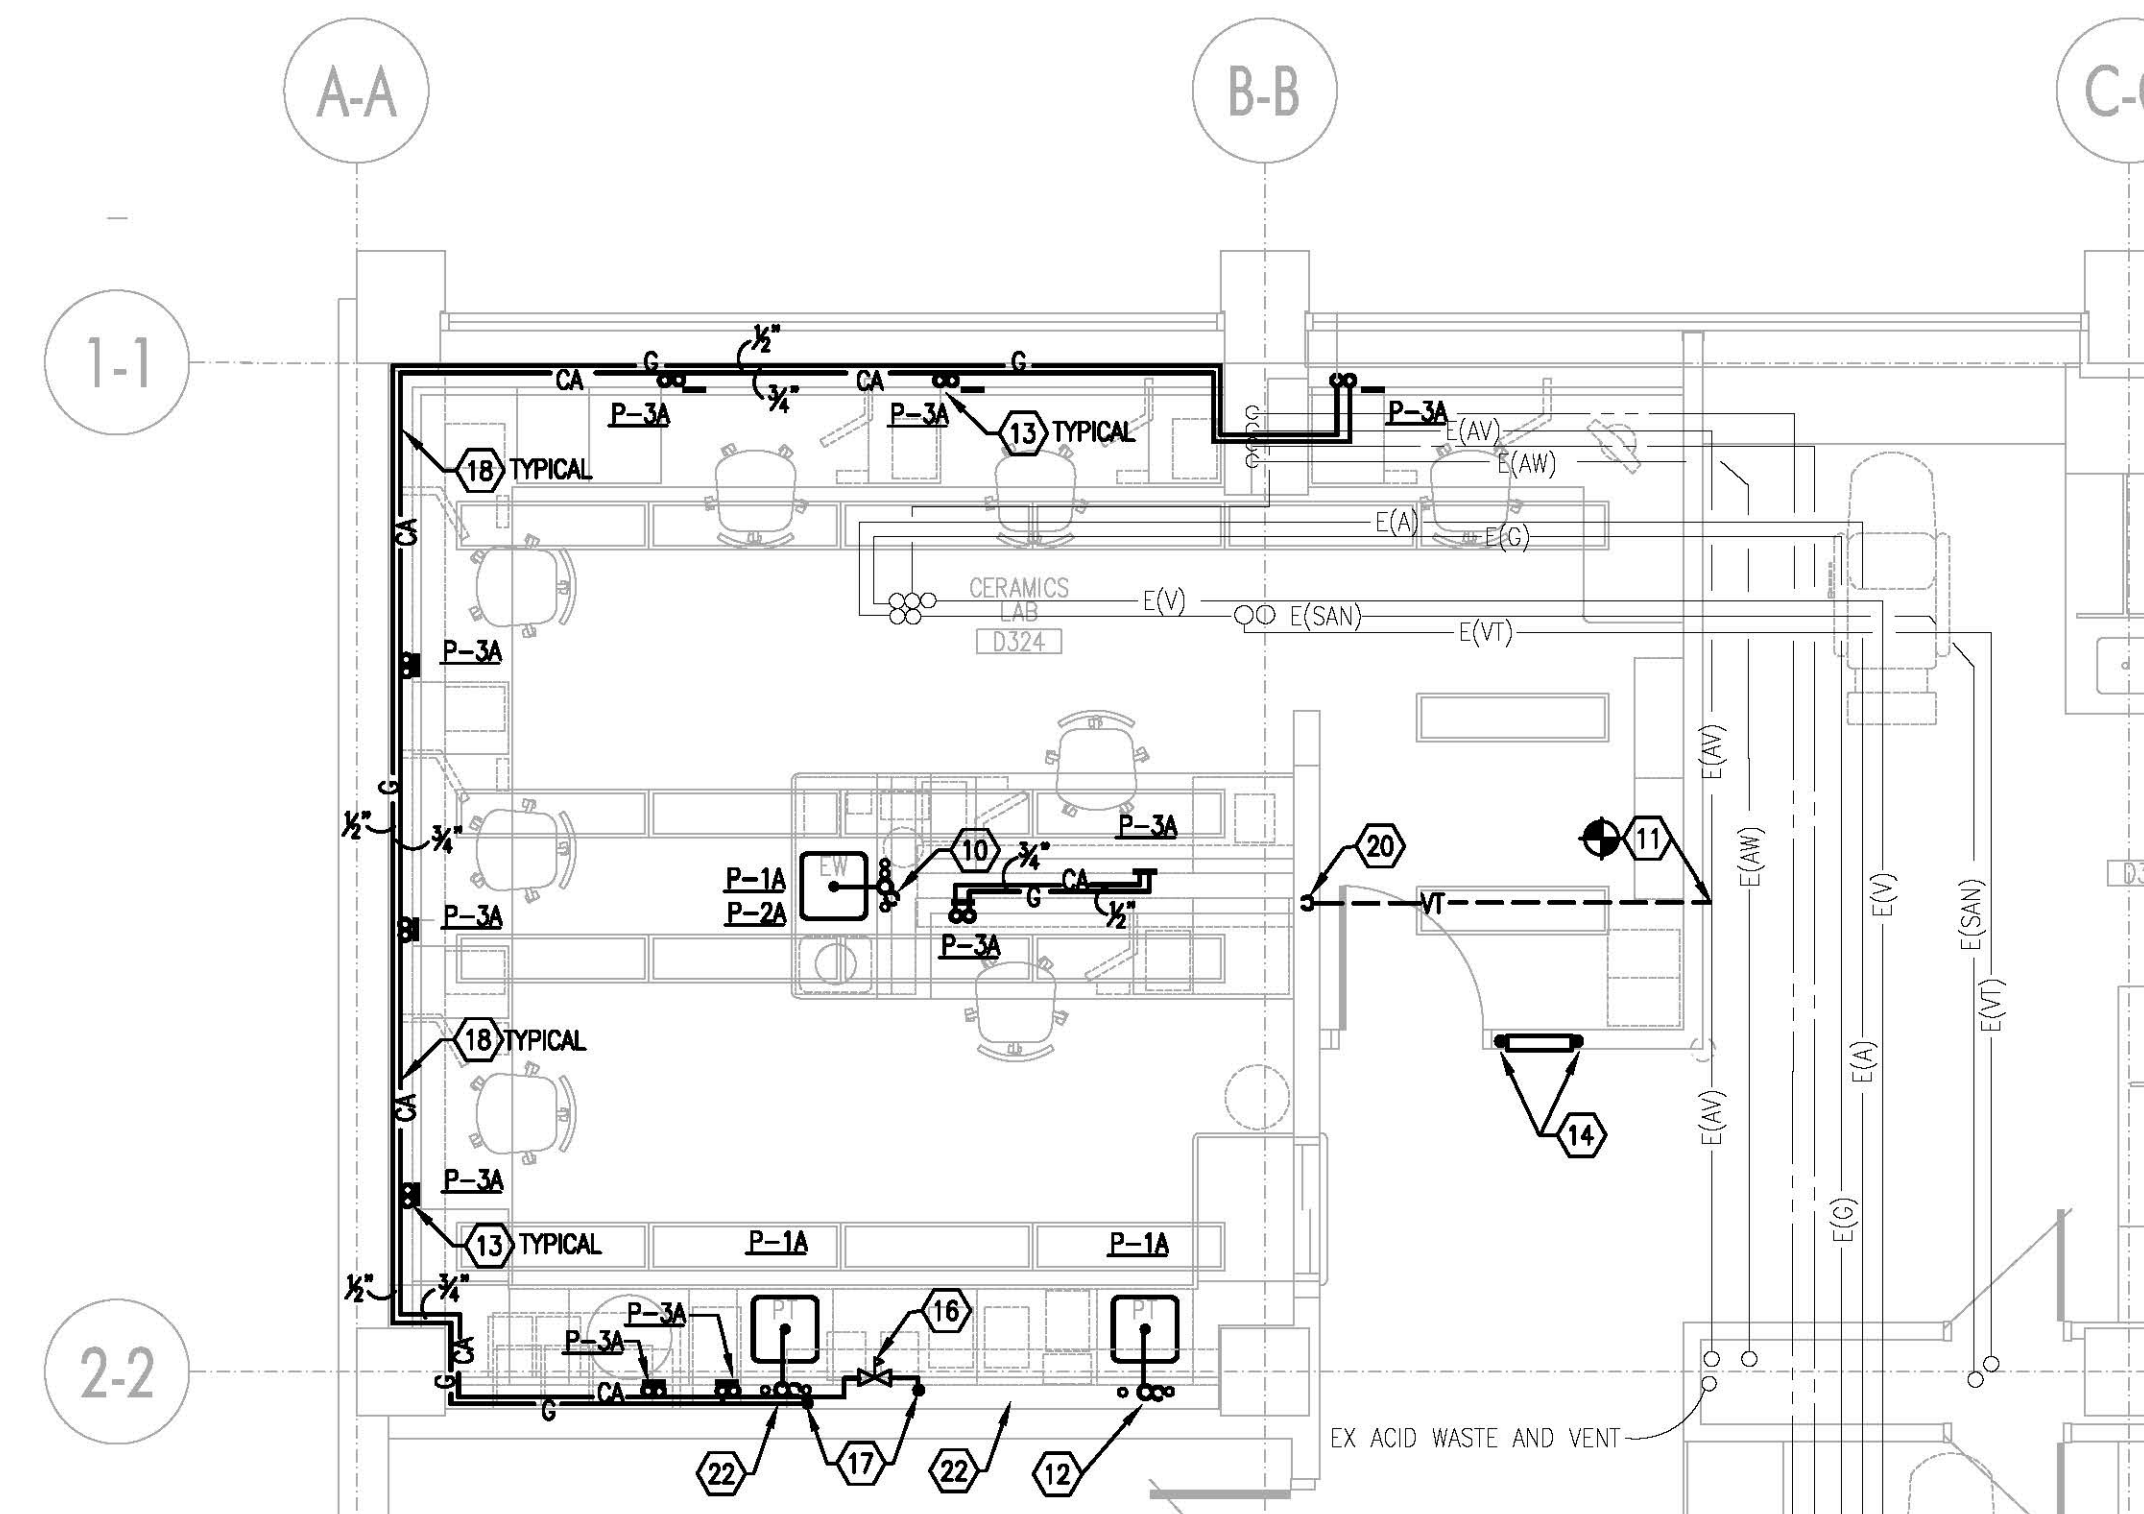 A-A
B-B
1-1
½"
G
G
CA
CA
¾"
P-3A
P-3A
P-3A
13 TYPICAL
E(AV)
18 TYPICAL
E(AW)
CA
E(A)
E(G)
CERAMICS
LAB
D324
E(V)
E(SAN)
E(VT)
P-3A
E(AV)
G
½"
¾"
P-3A
20
11
10
¾"
EW
P-1A
CA
G
P-2A
½"
VT
E(AW)
E(V)
E(SAN)
P-3A
P-3A
E(VT)
18 TYPICAL
E(A)
CA
14
E(AV)
P-3A
E(G)
13 TYPICAL
P-1A
P-1A
½"
¾"
P-3A
PT
16
PT
P-3A
CA
2-2
G
CA
G
EX ACID WASTE AND VENT
22
17
22
12